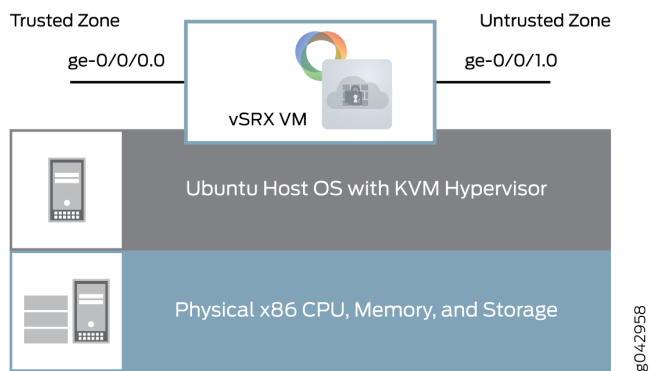 Trusted Zone
Untrusted Zone
ge-0/0/0.0
ge-0/0/1.0
vSRX VM
Ubuntu Host OS with KVM Hypervisor
Physical x86 CPU, Memory, and Storage
g042958